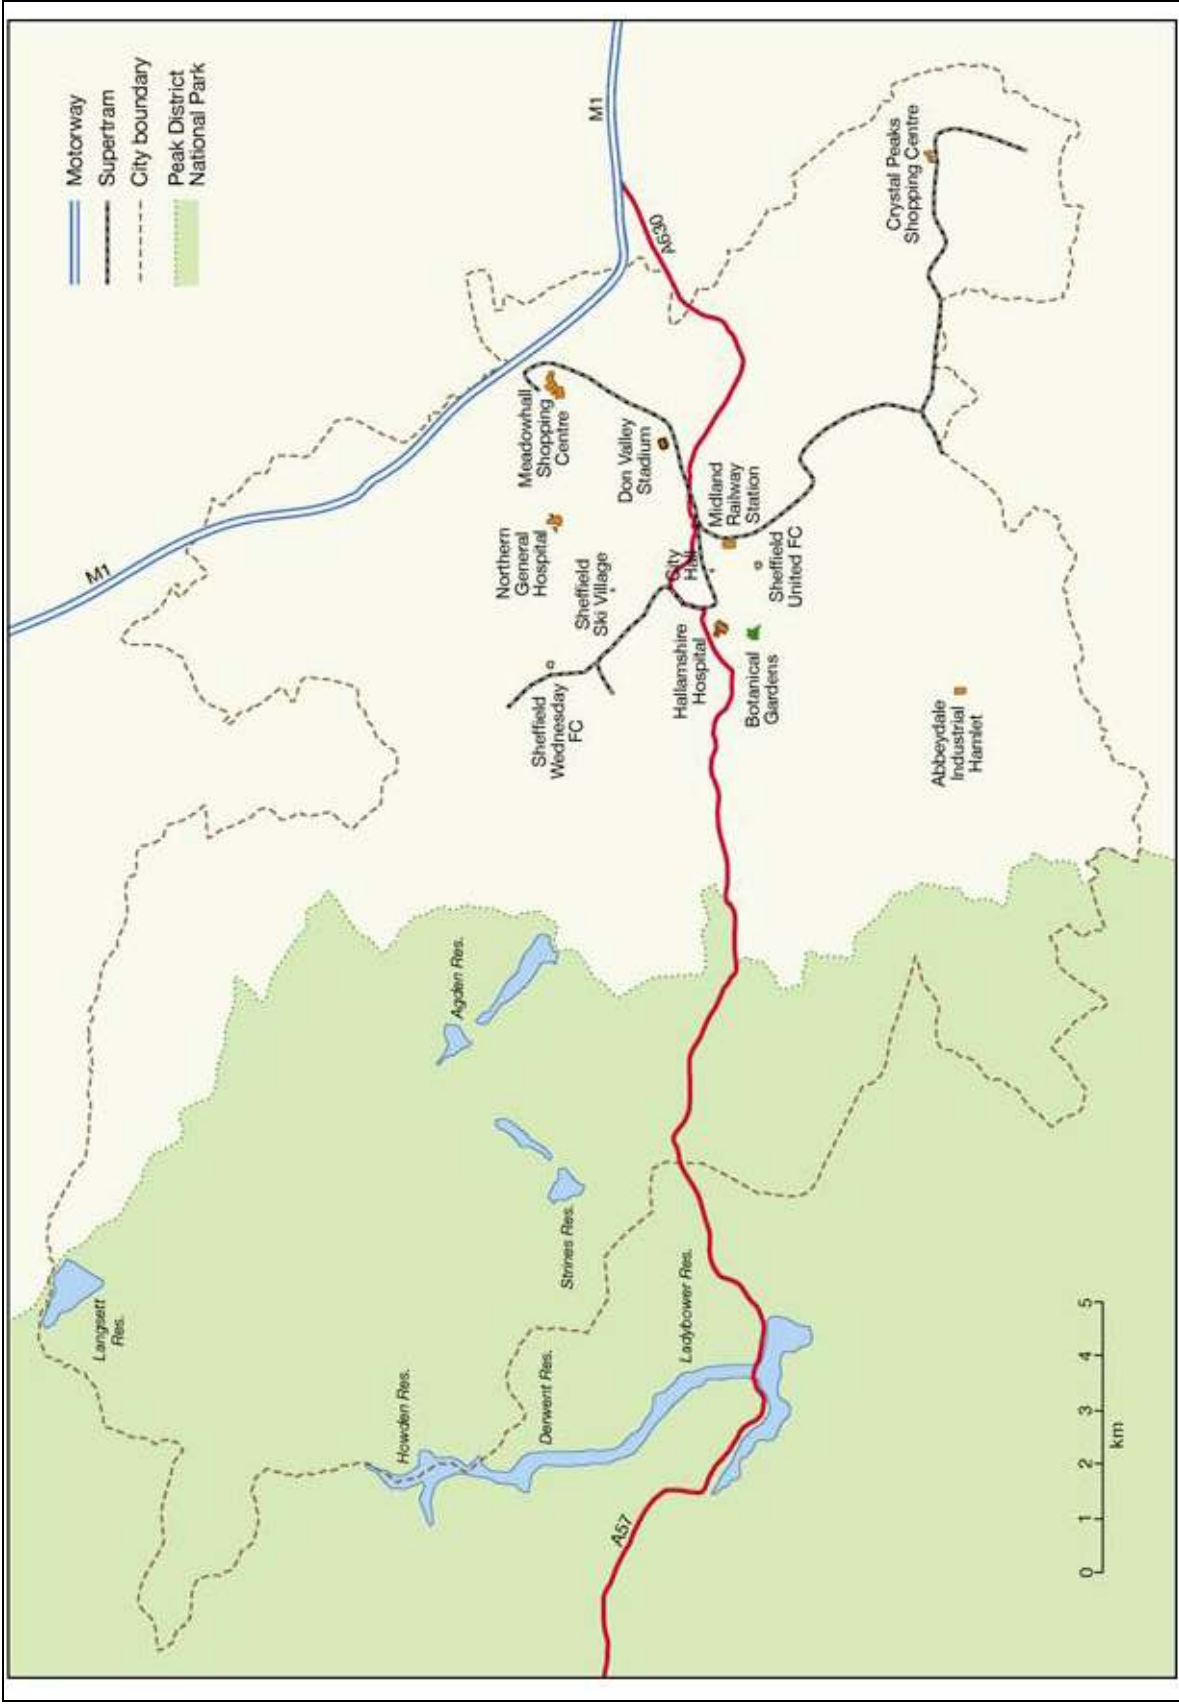 Motorway
Supertram
City boundary
Peak District
National Park
M1
M1
A630
Crystal Peaks
Shopping Centre
Meadowhall
Shopping
Centre
Don Valley
Stadium
Midland
Railway
Station
Northern
General
Hospital
Sheffield
Ski Village
City
Hall
Sheffield
United FC
Hallamshire
Hospital
Botanical
Gardens
Sheffield
Wednesday
FC
Abbeydale
Industrial
Hamlet
Agden Res.
Strines Res.
Langsett
Res.
Howden Res.
Derwent Res.
Ladybower Res.
A57
0 1 2 3 4 5
km